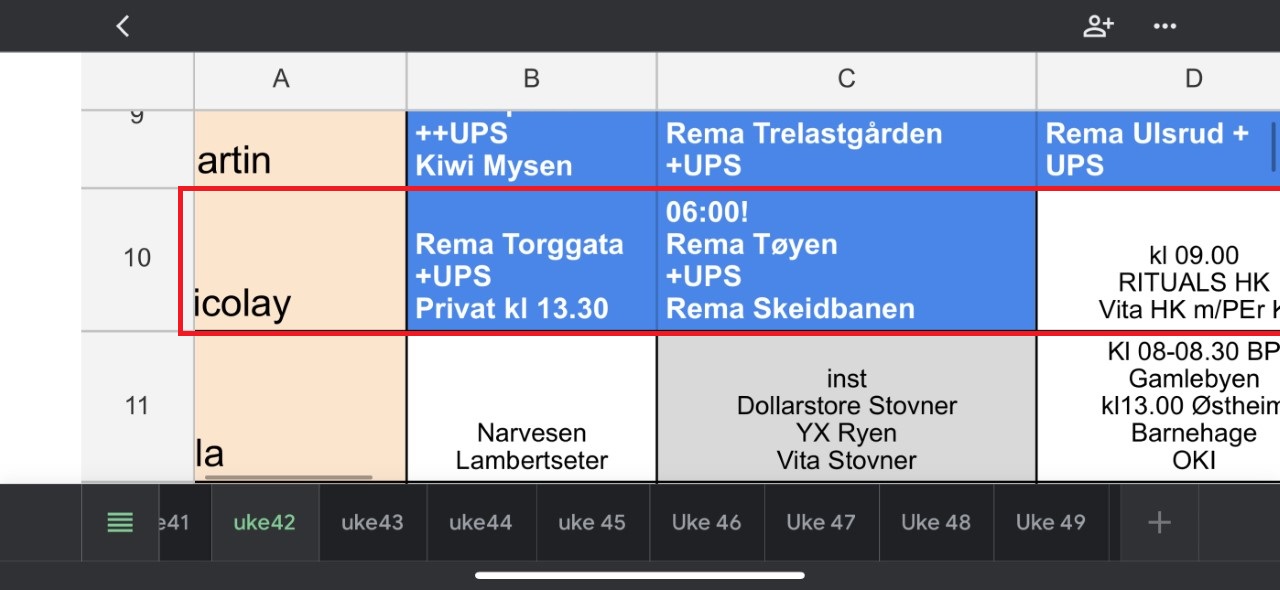 A B C D
9
artin
++UPS
Kiwi Mysen
Rema Trelastgården
+UPS
Rema Ulsrud +
UPS
10
icolay
Rema Torggata
+UPS
Privat kl 13.30
06:00!
Rema Tøyen
+UPS
Rema Skeidbanen
kl 09.00
RITUALS HK
Vita HK m/PEr K
11
la
Narvesen
Lambertseter
inst
Dollarstore Stovner
YX Ryen
Vita Stovner
Kl 08-08.30 BP
Gamlebyen
kl13.00 Østheim
Barnehage
OKI
e41 uke42 uke43 uke44 uke 45 Uke 46 Uke 47 Uke 48 Uke 49